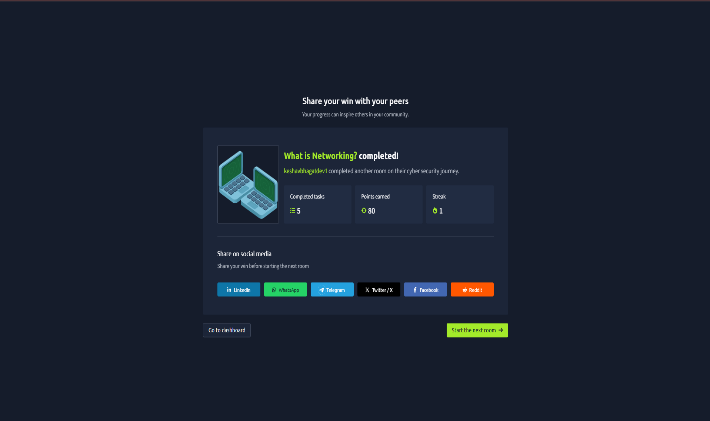 Share your win with your peers
Your progress can inspire others in your community.
What is Networking? completed!
keshavbhagatdev1 completed another room on their cyber security journey.
Completed tasks
5
Points earned
80
Streak
1
Share on social media
Share your win before starting the next room
LinkedIn
WhatsApp
Telegram
Twitter / X
Facebook
Reddit
Go to dashboard
Start the next room